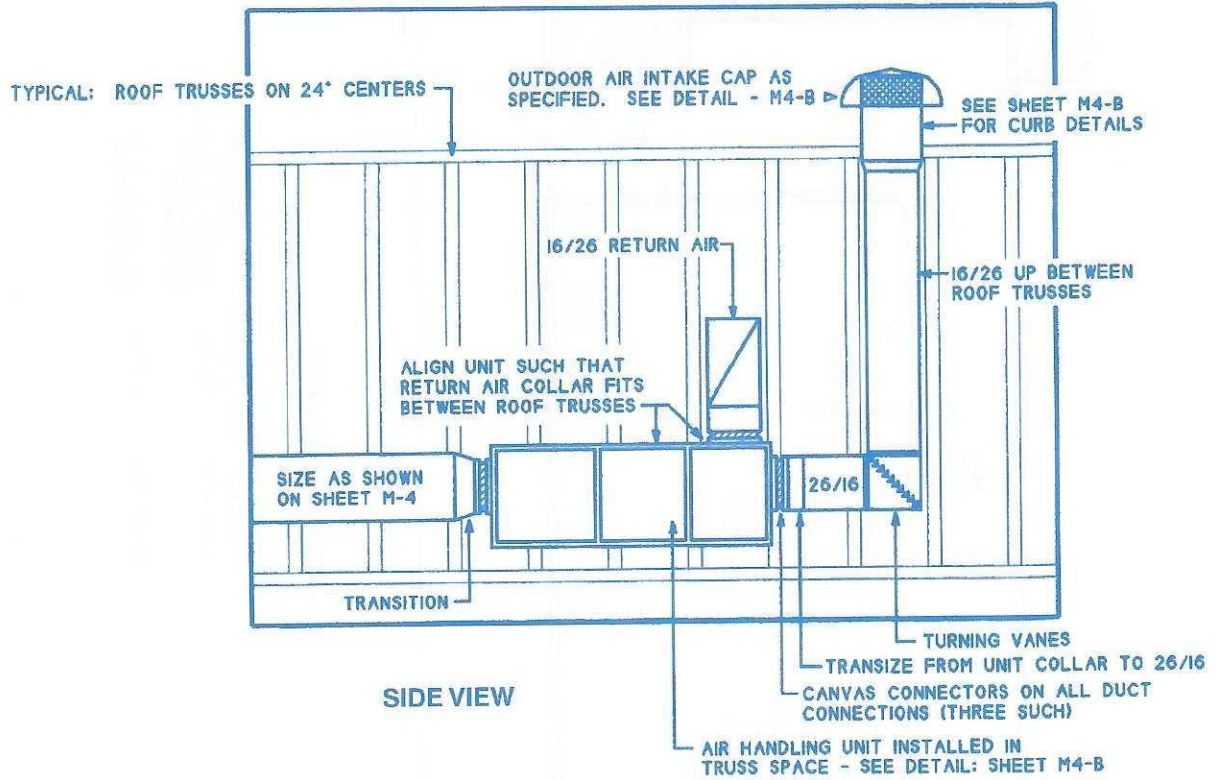 TYPICAL: ROOF TRUSSES ON 24" CENTERS
OUTDOOR AIR INTAKE CAP AS
SPECIFIED. SEE DETAIL - M4-B
SEE SHEET M4-B
FOR CURB DETAILS
16/26 RETURN AIR
16/26 UP BETWEEN
ROOF TRUSSES
ALIGN UNIT SUCH THAT
RETURN AIR COLLAR FITS
BETWEEN ROOF TRUSSES
SIZE AS SHOWN
ON SHEET M-4
26/16
TRANSITION
TURNING VANES
TRANSIZE FROM UNIT COLLAR TO 26/16
CANVAS CONNECTORS ON ALL DUCT
CONNECTIONS (THREE SUCH)
SIDE VIEW
AIR HANDLING UNIT INSTALLED IN
TRUSS SPACE - SEE DETAIL: SHEET M4-B